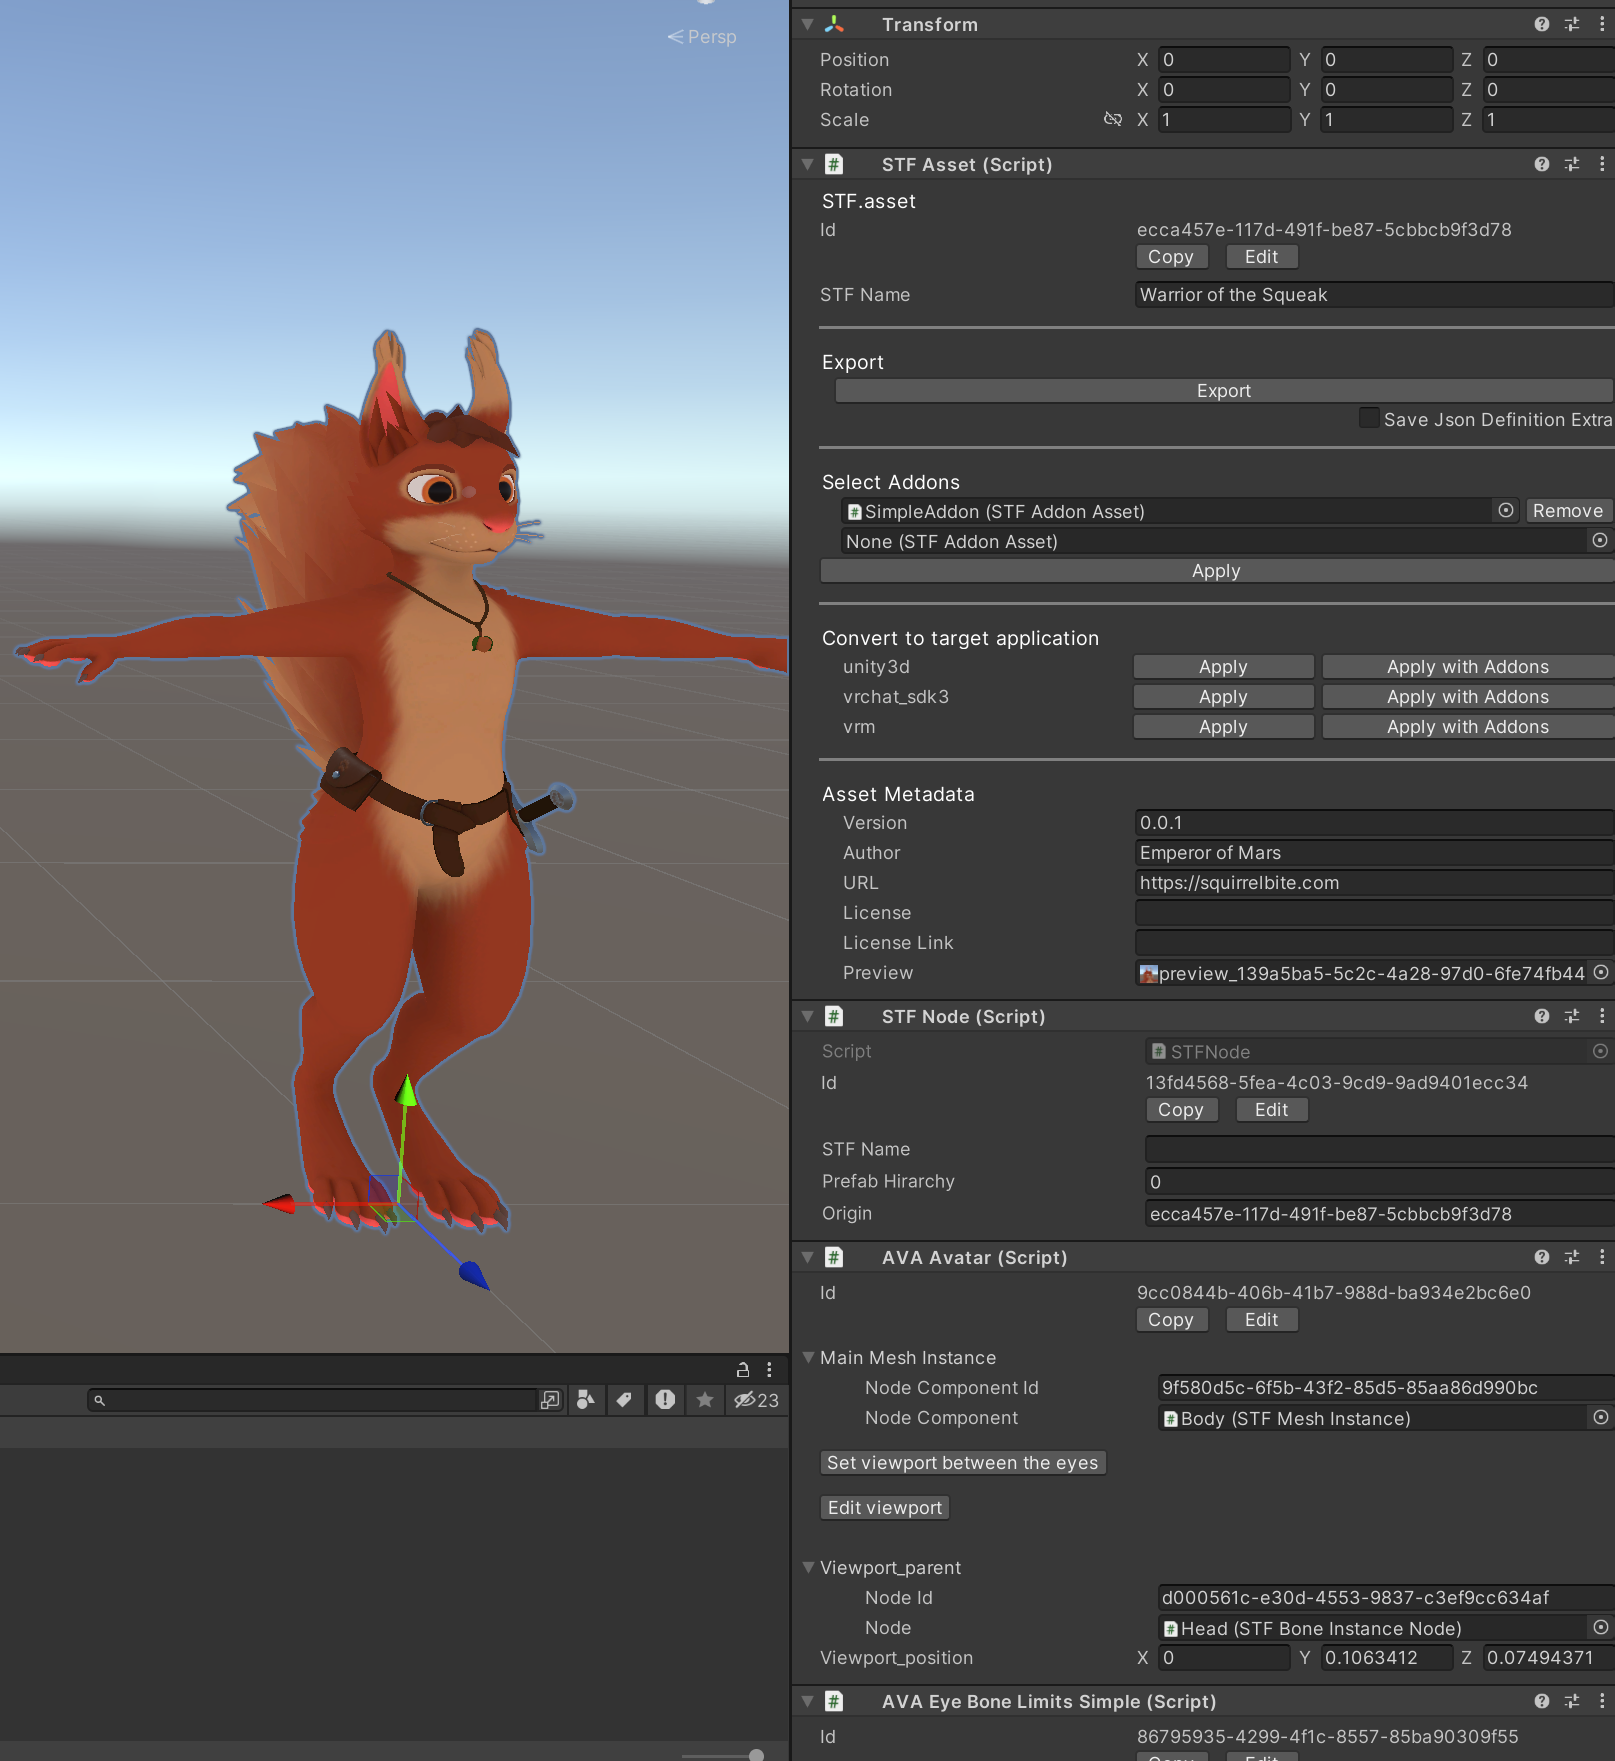 Persp
23
Transform
Position X 0 Y 0 Z 0
Rotation X 0 Y 0 Z 0
Scale X 1 Y 1 Z 1
STF Asset (Script)
STF.asset
Id ecca457e-117d-491f-be87-5cbbcb9f3d78
Copy Edit
STF Name Warrior of the Squeak
Export
Export
Save Json Definition Extra
Select Addons
SimpleAddon (STF Addon Asset) Remove
None (STF Addon Asset)
Apply
Convert to target application
unity3d Apply Apply with Addons
vrchat_sdk3 Apply Apply with Addons
vrm Apply Apply with Addons
Asset Metadata
Version 0.0.1
Author Emperor of Mars
URL https://squirrelbite.com
License
License Link
Preview preview_139a5ba5-5c2c-4a28-97d0-6fe74fb44
STF Node (Script)
Script STFNode
Id 13fd4568-5fea-4c03-9cd9-9ad9401ecc34
Copy Edit
STF Name
Prefab Hirarchy 0
Origin ecca457e-117d-491f-be87-5cbbcb9f3d78
AVA Avatar (Script)
Id 9cc0844b-406b-41b7-988d-ba934e2bc6e0
Copy Edit
Main Mesh Instance
Node Component Id 9f580d5c-6f5b-43f2-85d5-85aa86d990bc
Node Component Body (STF Mesh Instance)
Set viewport between the eyes
Edit viewport
Viewport_parent
Node Id d000561c-e30d-4553-9837-c3ef9cc634af
Node Head (STF Bone Instance Node)
Viewport_position X 0 Y 0.1063412 Z 0.07494371
AVA Eye Bone Limits Simple (Script)
Id 86795935-4299-4f1c-8557-85ba90309f55
Copy Edit